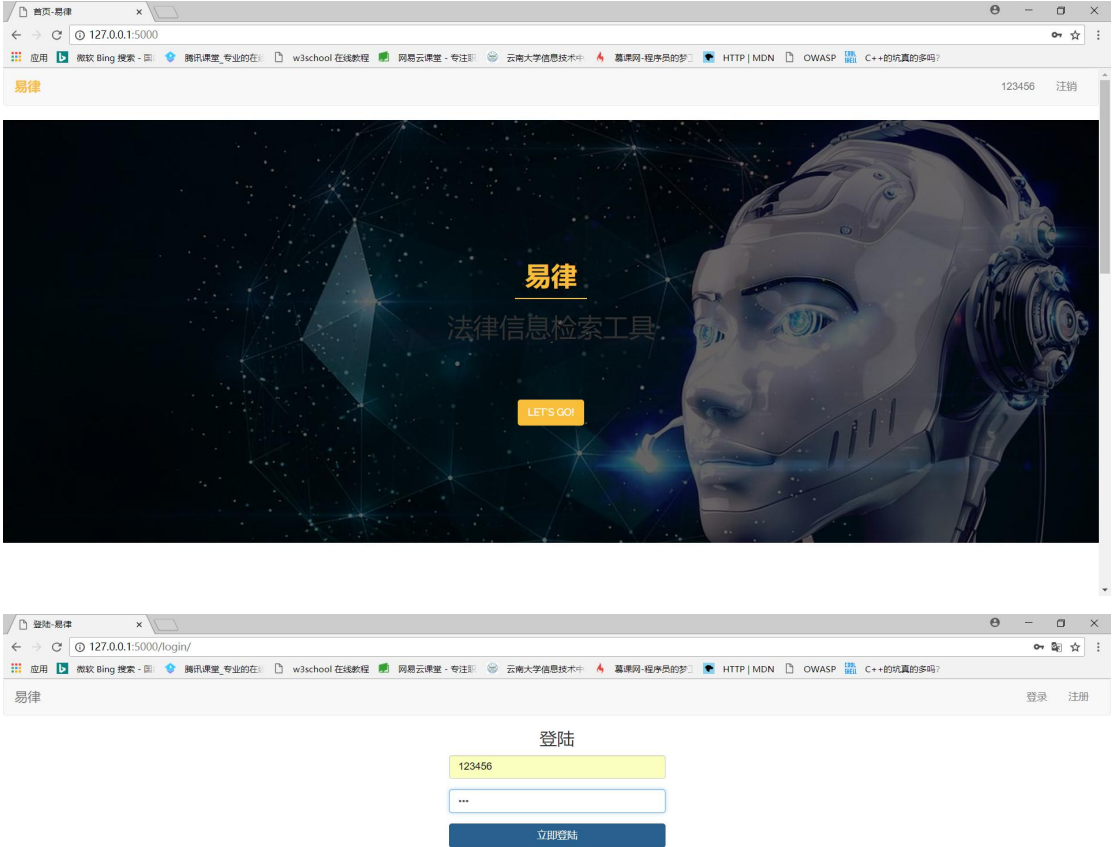 首页-易律
127.0.0.1:5000
应用 微软 Bing 搜索 - 国 腾讯课堂_专业的在 w3school 在线教程 网易云课堂 - 专注 云南大学信息技术中 慕课网-程序员的梦 HTTP | MDN OWASP COOL SHELL C++的坑真的多吗?
易律 123456 注销
易律
法律信息检索工具
LET'S GO!
登陆-易律
127.0.0.1:5000/login/
应用 微软 Bing 搜索 - 国 腾讯课堂_专业的在 w3school 在线教程 网易云课堂 - 专注 云南大学信息技术中 慕课网-程序员的梦 HTTP | MDN OWASP COOL SHELL C++的坑真的多吗?
易律 登录 注册
登陆
123456
•••
立即登陆